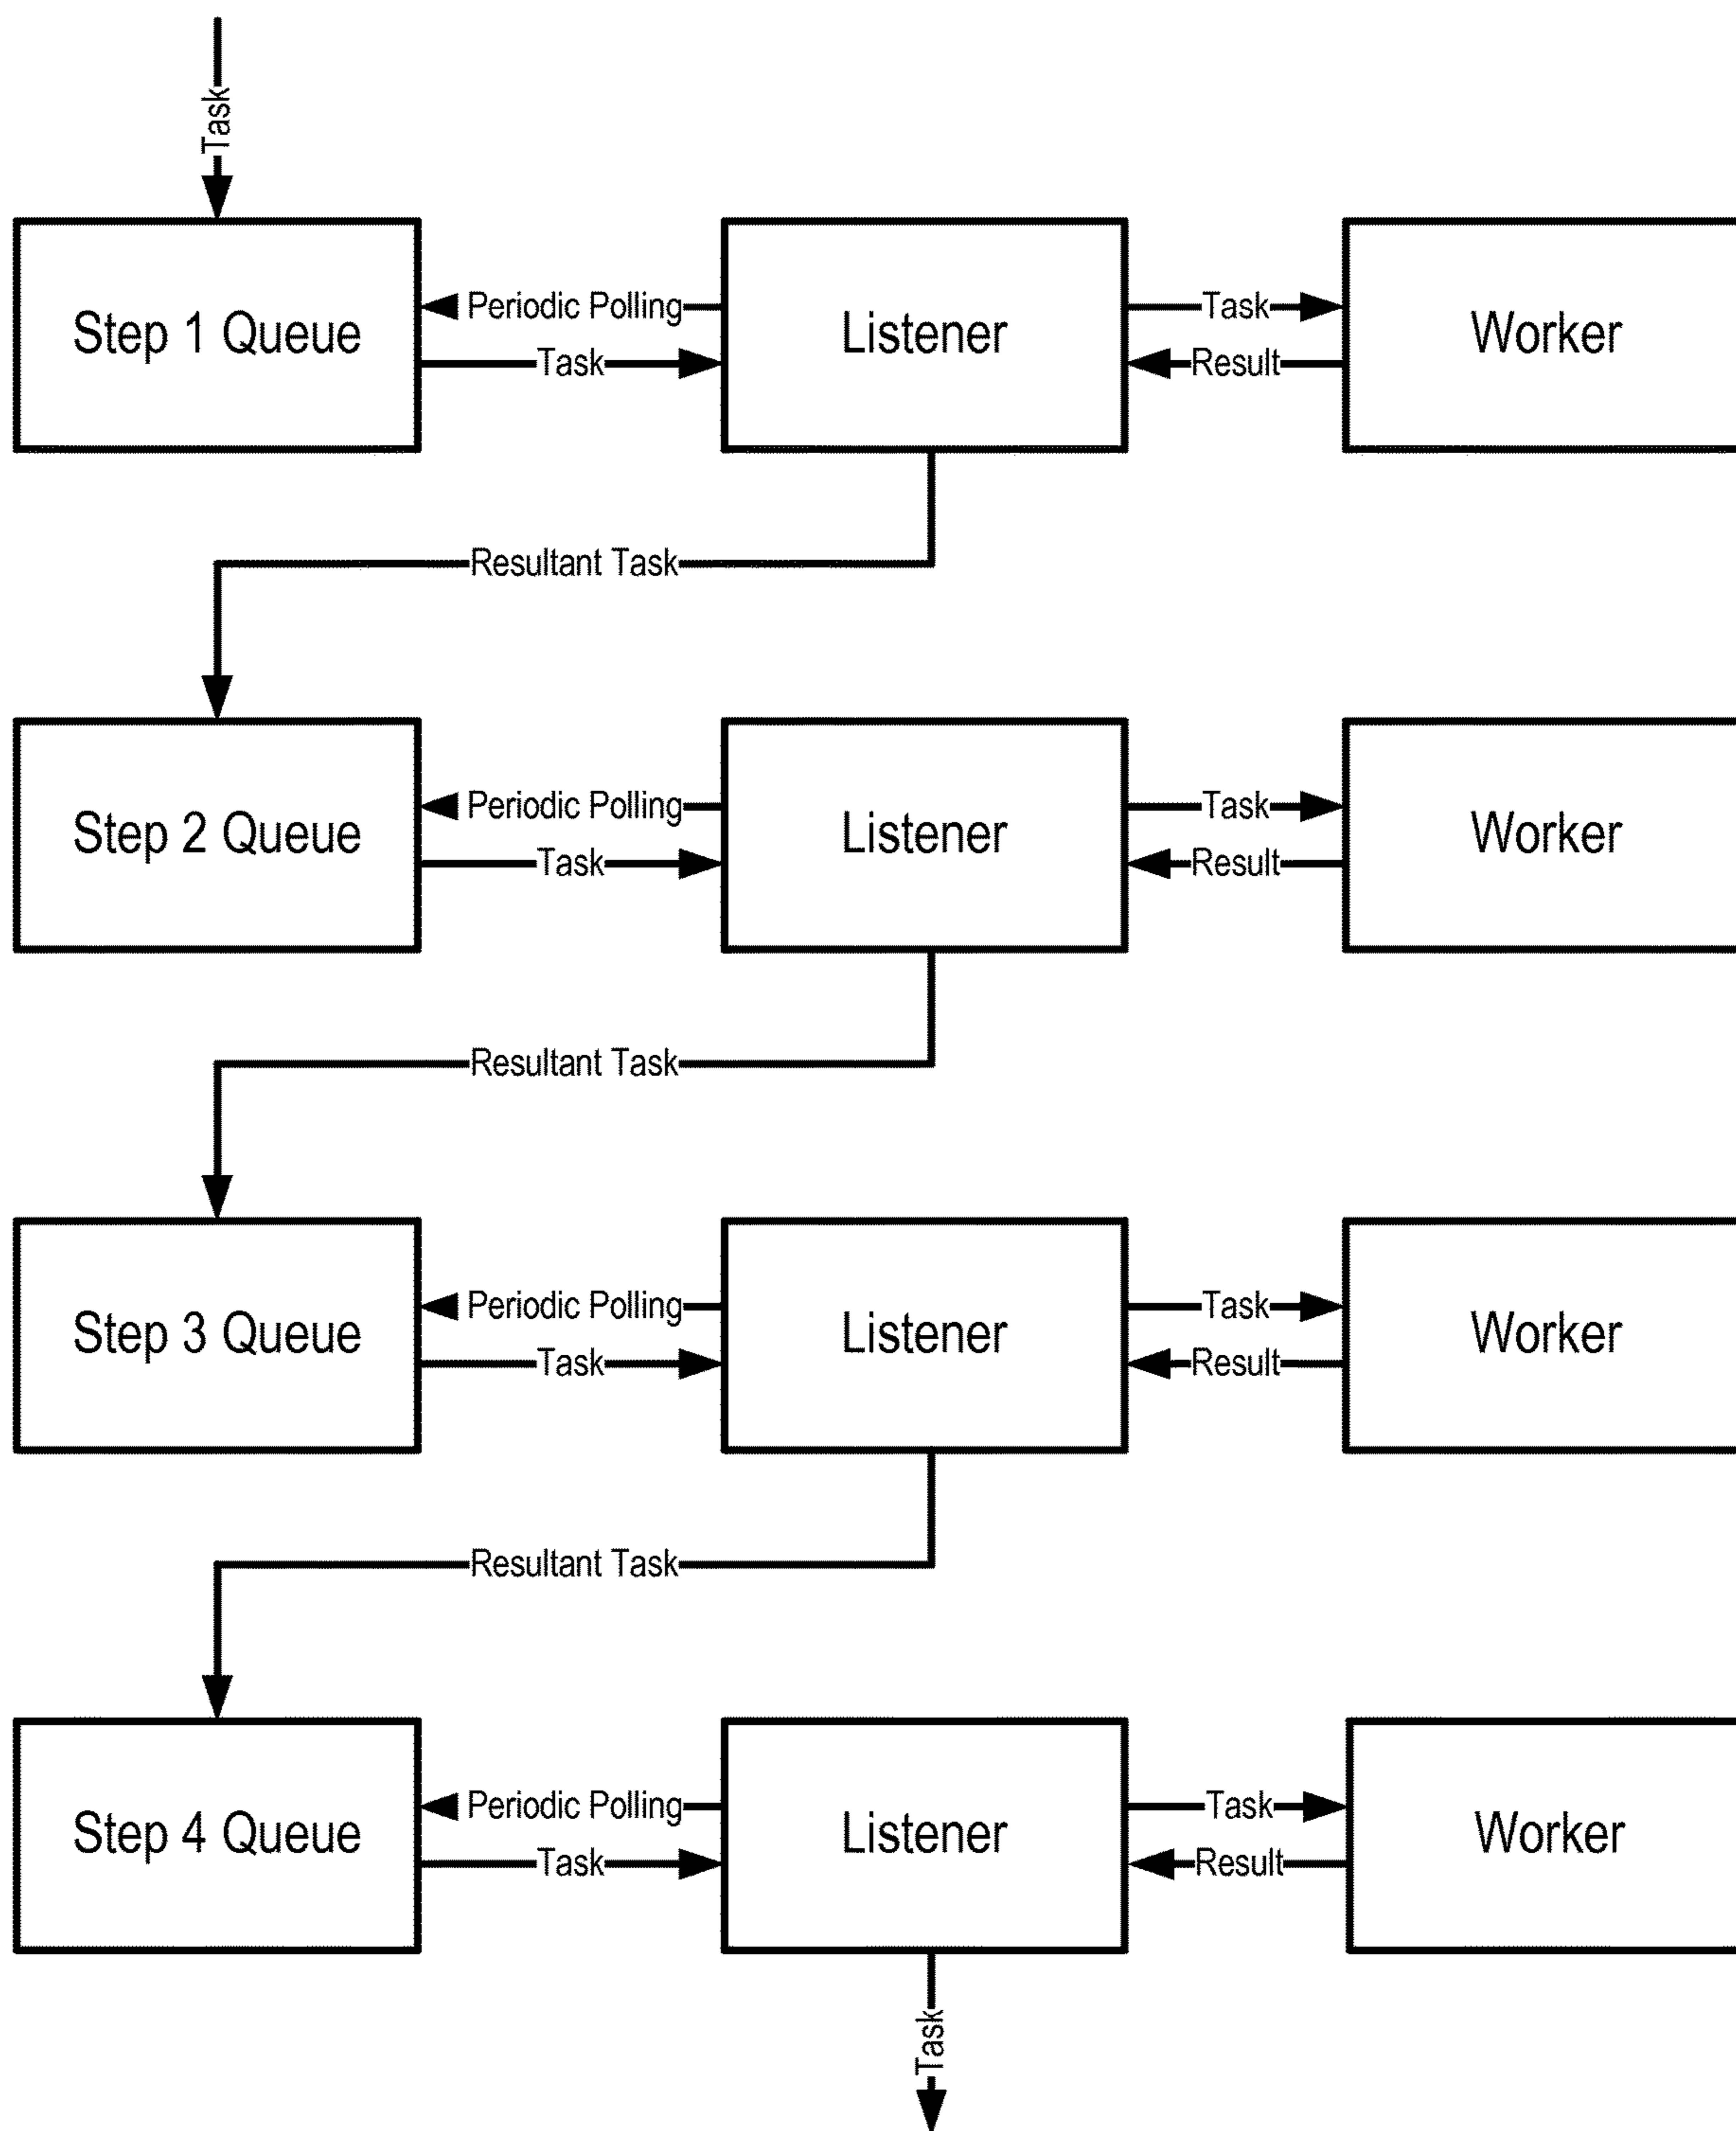 Task
Step 1 Queue
Periodic Polling
Task
Listener
Task
Result
Worker
Resultant Task
Step 2 Queue
Periodic Polling
Task
Listener
Task
Result
Worker
Resultant Task
Step 3 Queue
Periodic Polling
Task
Listener
Task
Result
Worker
Resultant Task
Step 4 Queue
Periodic Polling
Task
Listener
Task
Result
Worker
Task